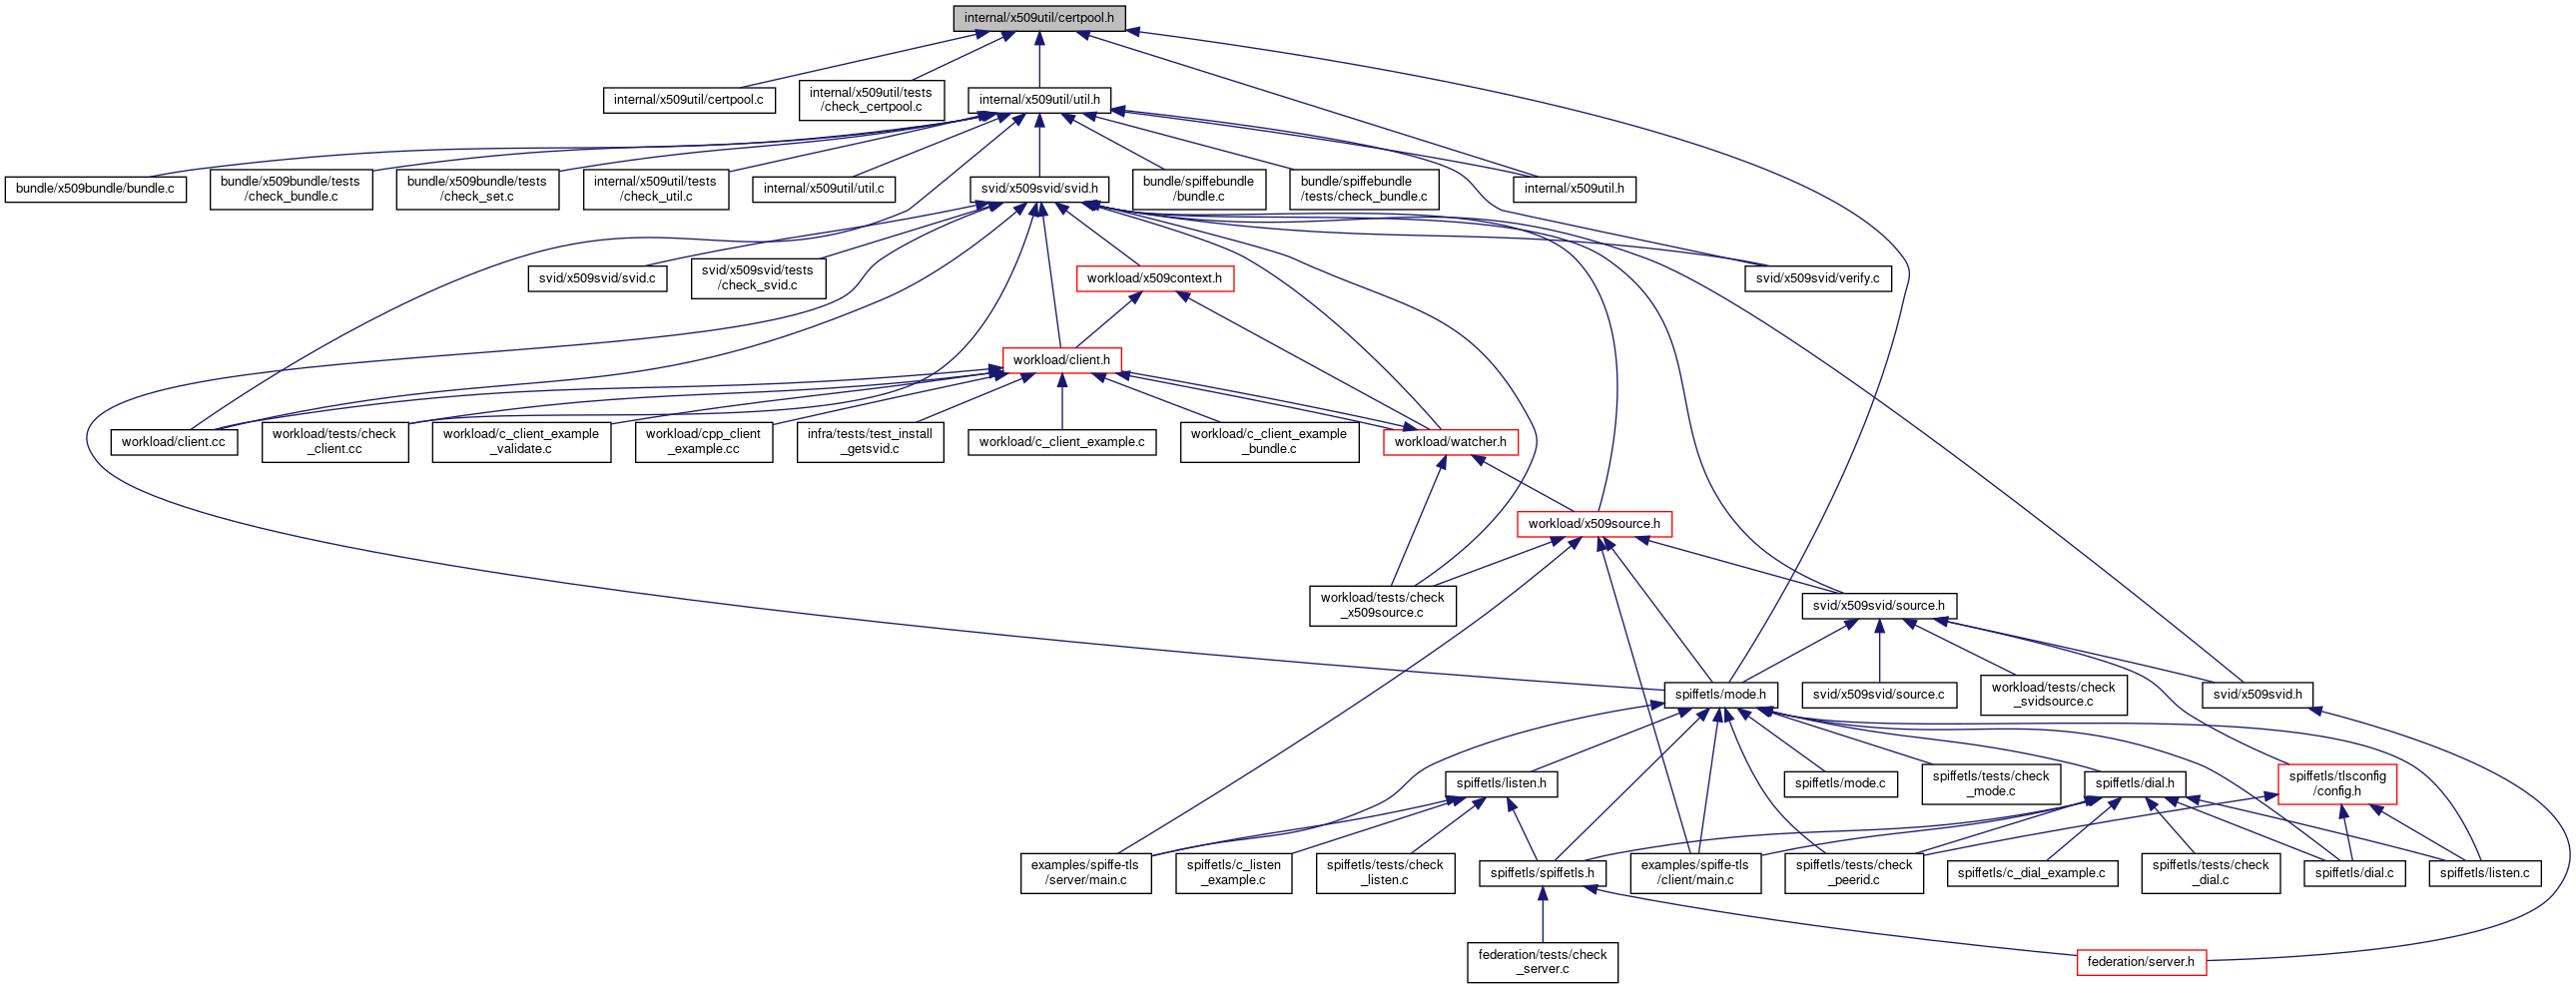 internal/x509util/certpool.h
internal/x509util/certpool.c
internal/x509util/tests
/check_certpool.c
internal/x509util/util.h
bundle/x509bundle/bundle.c
bundle/x509bundle/tests
/check_bundle.c
bundle/x509bundle/tests
/check_set.c
internal/x509util/tests
/check_util.c
internal/x509util/util.c
svid/x509svid/svid.h
bundle/spiffebundle
/bundle.c
bundle/spiffebundle
/tests/check_bundle.c
internal/x509util.h
svid/x509svid/svid.c
svid/x509svid/tests
/check_svid.c
workload/x509context.h
svid/x509svid/verify.c
workload/client.h
workload/client.cc
workload/tests/check
_client.cc
workload/c_client_example
_validate.c
workload/cpp_client
_example.cc
infra/tests/test_install
_getsvid.c
workload/c_client_example.c
workload/c_client_example
_bundle.c
workload/watcher.h
workload/x509source.h
workload/tests/check
_x509source.c
svid/x509svid/source.h
spiffetls/mode.h
svid/x509svid/source.c
workload/tests/check
_svidsource.c
svid/x509svid.h
spiffetls/listen.h
spiffetls/mode.c
spiffetls/tests/check
_mode.c
spiffetls/dial.h
spiffetls/tlsconfig
/config.h
examples/spiffe-tls
/server/main.c
spiffetls/c_listen
_example.c
spiffetls/tests/check
_listen.c
spiffetls/spiffetls.h
examples/spiffe-tls
/client/main.c
spiffetls/tests/check
_peerid.c
spiffetls/c_dial_example.c
spiffetls/tests/check
_dial.c
spiffetls/dial.c
spiffetls/listen.c
federation/tests/check
_server.c
federation/server.h